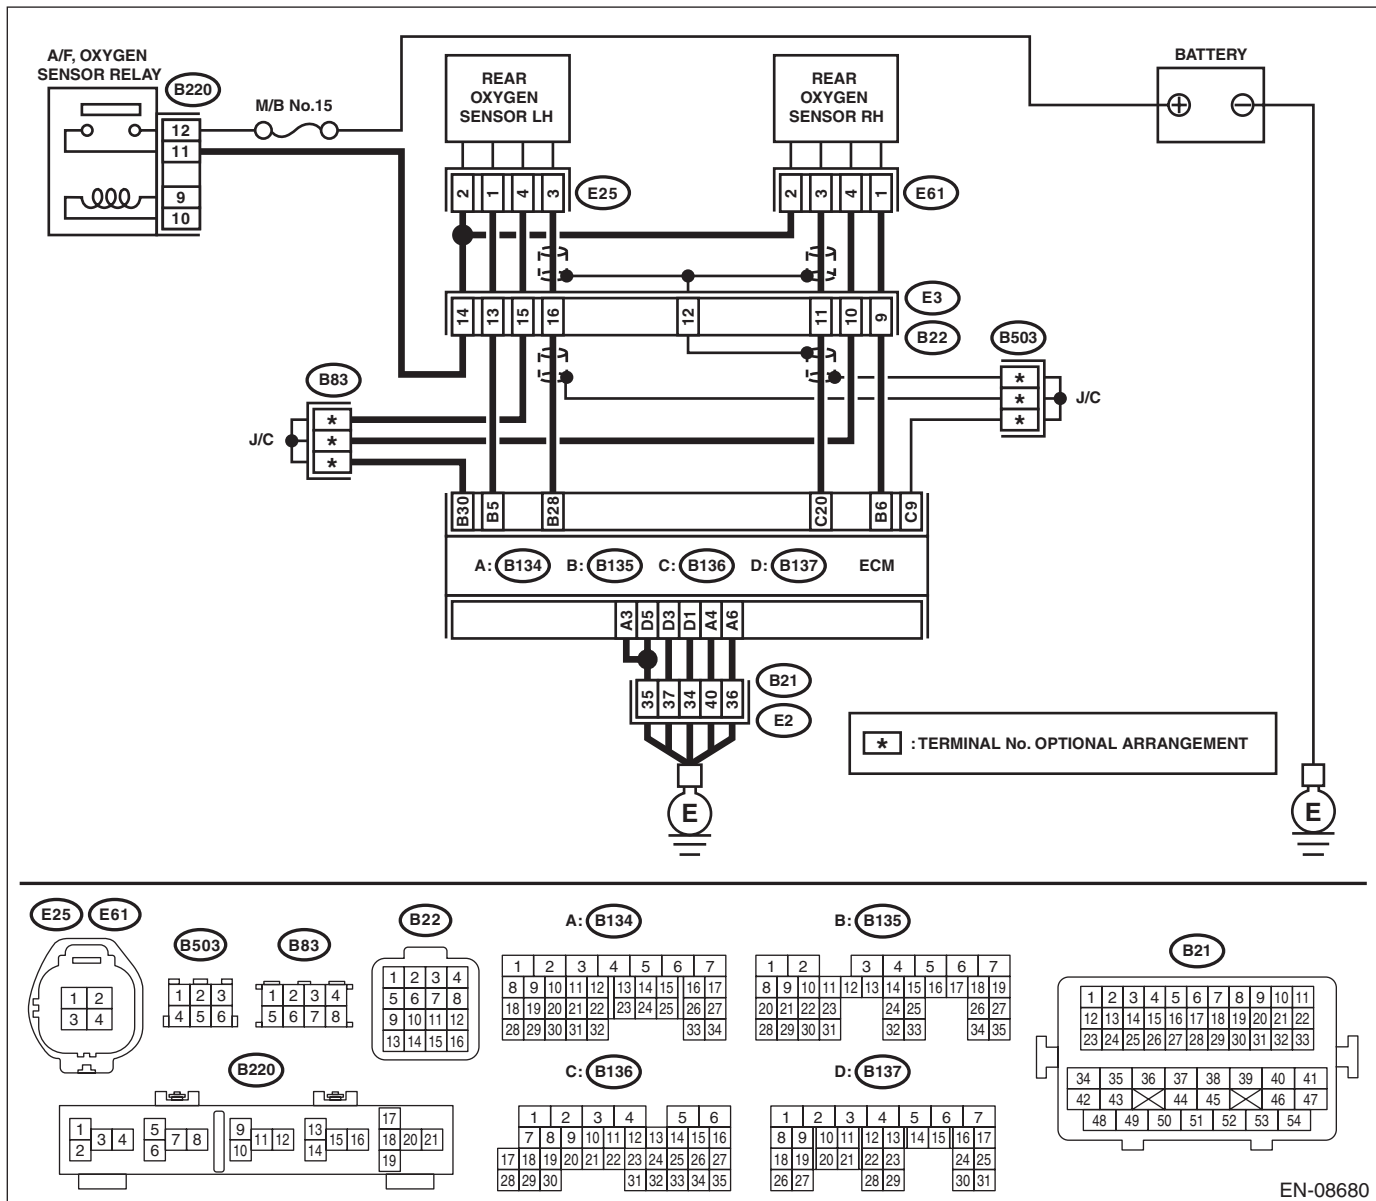 A/F, OXYGEN
SENSOR RELAY
B220
12
11
9
10
M/B No.15
REAR
OXYGEN
SENSOR LH
2 1 4 3
E25
REAR
OXYGEN
SENSOR RH
2 3 4 1
E61
BATTERY
+ −
14 13 15 16 12 11 10 9
E3
B22
B503
*
*
*
J/C
B83
*
*
*
J/C
B30 B5 B28 C20 B6 C9
A: B134 B: B135 C: B136 D: B137 ECM
A3 D5 D3 D1 A4 A6
35 37 34 40 36
B21
E2
E
* : TERMINAL No. OPTIONAL ARRANGEMENT
E
E25 E61
1 2
3 4
B503
1 2 3
4 5 6
B83
1 2 3 4
5 6 7 8
B22
1 2 3 4
5 6 7 8
9 10 11 12
13 14 15 16
B220
1 2 3 4
5 6 7 8
9 10 11 12
13 14 15 16
17 18 19 20 21
A: B134
1 2 3 4 5 6 7
8 9 10 11 12 13 14 15 16 17
18 19 20 21 22 23 24 25 26 27
28 29 30 31 32 33 34
B: B135
1 2 3 4 5 6 7
8 9 10 11 12 13 14 15 16 17 18 19
20 21 22 23 24 25 26 27
28 29 30 31 32 33 34 35
C: B136
1 2 3 4 5 6
7 8 9 10 11 12 13 14 15 16
17 18 19 20 21 22 23 24 25 26 27
28 29 30 31 32 33 34 35
D: B137
1 2 3 4 5 6 7
8 9 10 11 12 13 14 15 16 17
18 19 20 21 22 23 24 25
26 27 28 29 30 31
B21
1 2 3 4 5 6 7 8 9 10 11
12 13 14 15 16 17 18 19 20 21 22
23 24 25 26 27 28 29 30 31 32 33
34 35 36 37 38 39 40 41
42 43 44 45 46 47
48 49 50 51 52 53 54
EN-08680